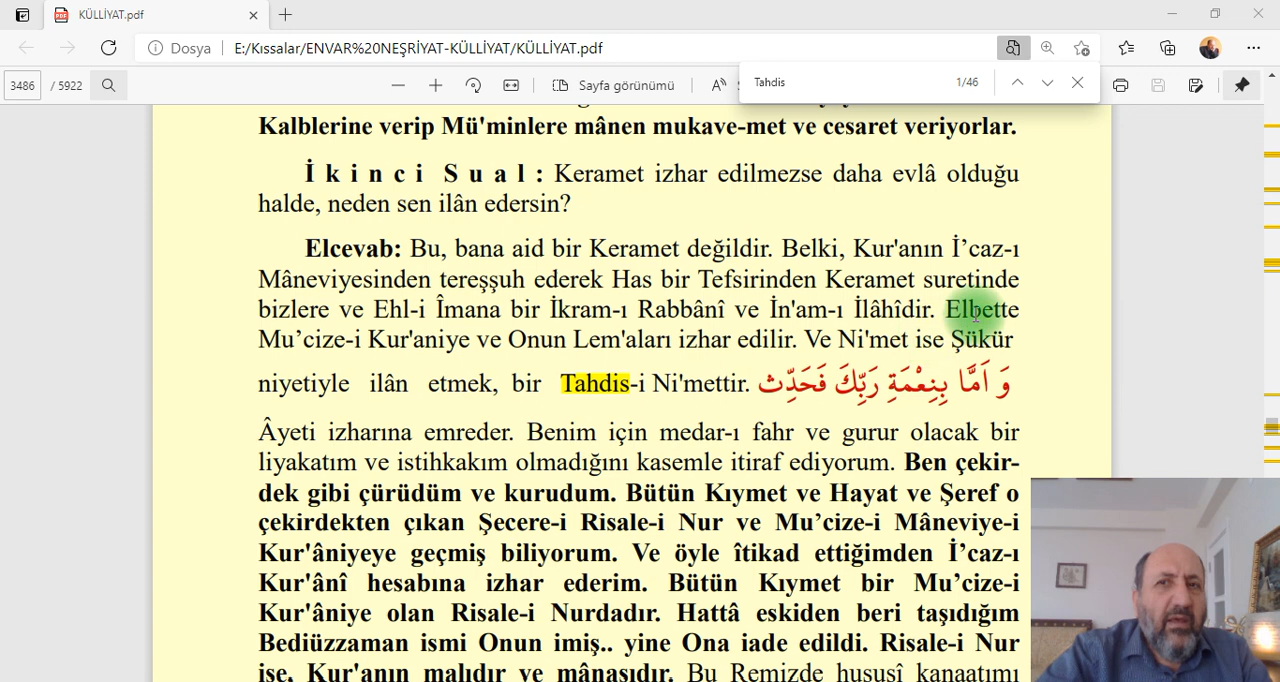 KÜLLİYAT.pdf
Dosya E:/Kıssalar/ENVAR%20NEŞRİYAT-KÜLLİYAT/KÜLLİYAT.pdf
3486 / 5922 Sayfa görünümü Tahdis 1/46
Kalblerine verip Mü'minlere mânen mukave-met ve cesaret veriyorlar.
İ k i n c i S u a l : Keramet izhar edilmezse daha evlâ olduğu
halde, neden sen ilân edersin?
Elcevab: Bu, bana aid bir Keramet değildir. Belki, Kur'anın İ’caz-ı
Mâneviyesinden tereşşuh ederek Has bir Tefsirinden Keramet suretinde
bizlere ve Ehl-i Îmana bir İkram-ı Rabbânî ve İn'am-ı İlâhîdir. Elbette
Mu’cize-i Kur'aniye ve Onun Lem'aları izhar edilir. Ve Ni'met ise Şükür
niyetiyle ilân etmek, bir Tahdis-i Ni'mettir. وَ اَمَّا بِنِعْمَةِ رَبِّكَ فَحَدِّث
Âyeti izharına emreder. Benim için medar-ı fahr ve gurur olacak bir
liyakatım ve istihkakım olmadığını kasemle itiraf ediyorum. Ben çekir-
dek gibi çürüdüm ve kurudum. Bütün Kıymet ve Hayat ve Şeref o
çekirdekten çıkan Şecere-i Risale-i Nur ve Mu’cize-i Mâneviye-i
Kur'âniyeye geçmiş biliyorum. Ve öyle îtikad ettiğimden İ’caz-ı
Kur'ânî hesabına izhar ederim. Bütün Kıymet bir Mu’cize-i
Kur'âniye olan Risale-i Nurdadır. Hattâ eskiden beri taşıdığım
Bediüzzaman ismi Onun imiş.. yine Ona iade edildi. Risale-i Nur
ise, Kur'anın malıdır ve mânasıdır. Bu Remizde hususî kanaatımı